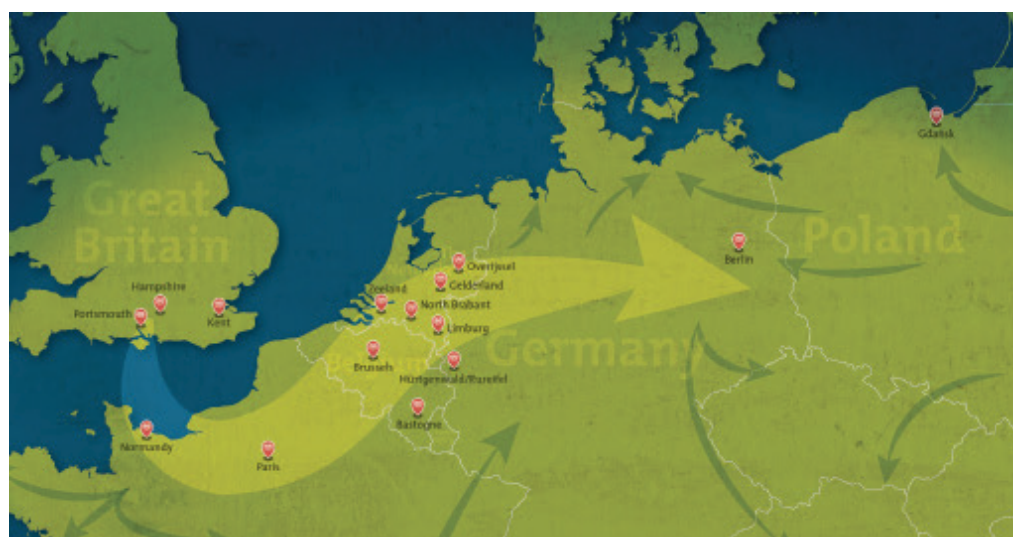 Gdańsk
Great
Britain
Poland
Berlin
Overijssel
Gelderland
Hampshire
Zeeland
North Brabant
Portsmouth
Kent
Limburg
Germany
Belgium
Brussels
Hürtgenwald/Rureifel
Bastogne
Normandy
Paris